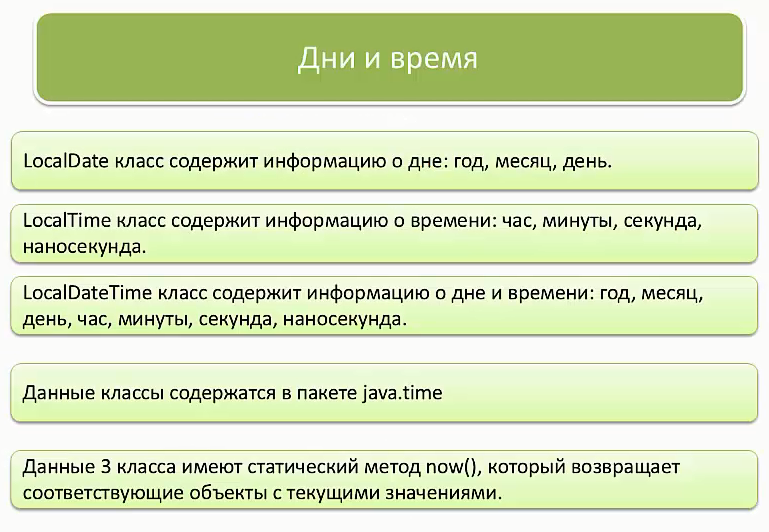 Дни и время
LocalDate класс содержит информацию о дне: год, месяц, день.
LocalTime класс содержит информацию о времени: час, минуты, секунда,
наносекунда.
LocalDateTime класс содержит информацию о дне и времени: год, месяц,
день, час, минуты, секунда, наносекунда.
Данные классы содержатся в пакете java.time
Данные 3 класса имеют статический метод now(), который возвращает
соответствующие объекты с текущими значениями.